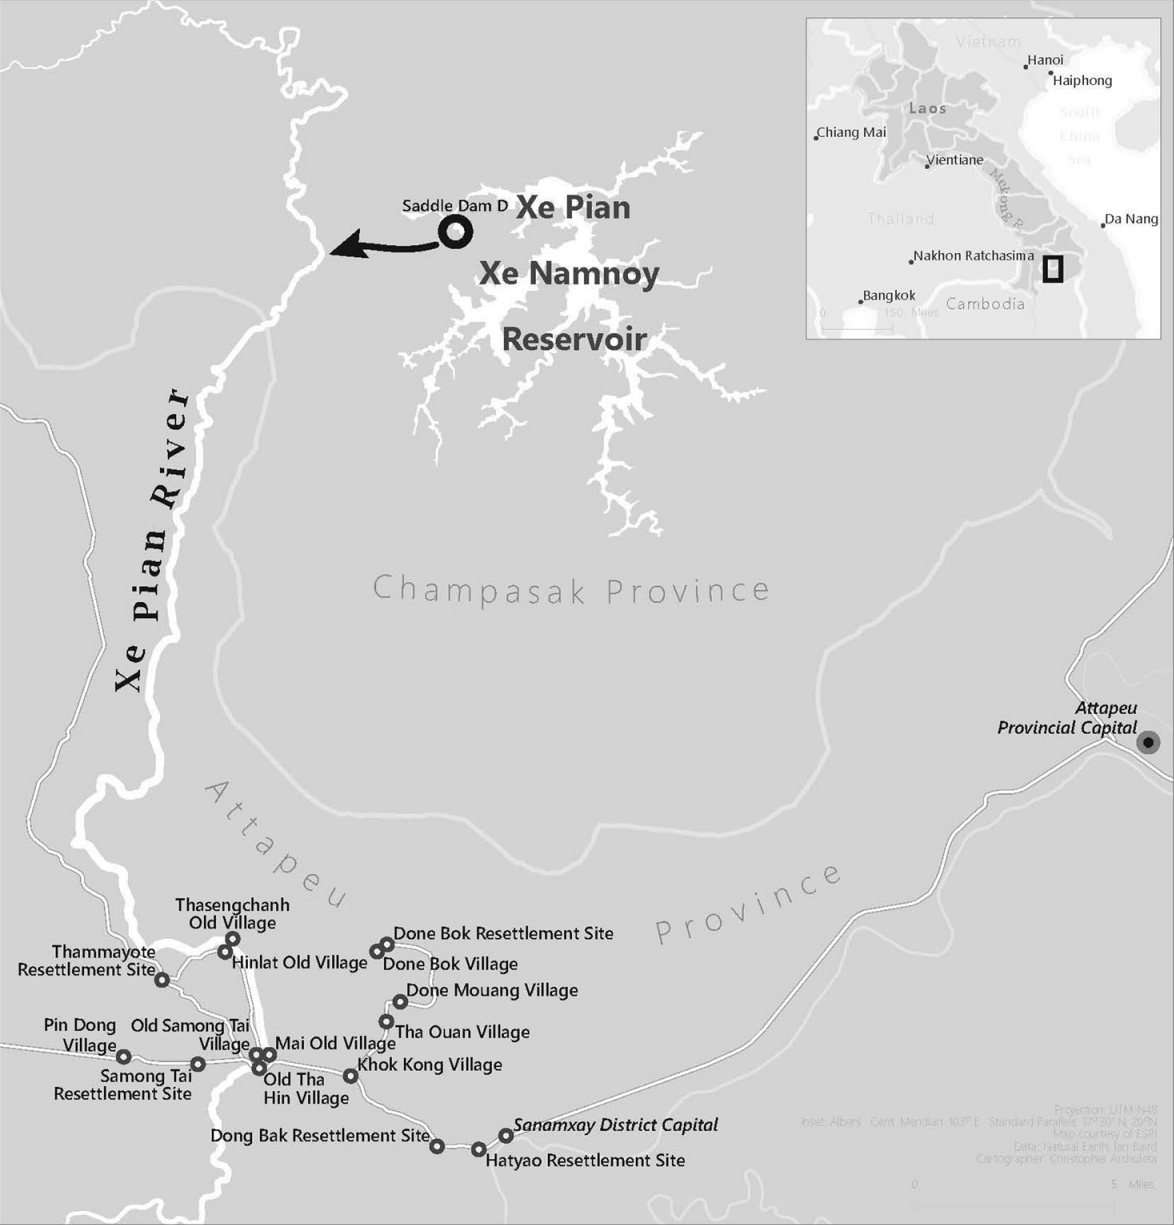 Vietnam
Hanoi
Haiphong
Laos
South
China
Sea
Chiang Mai
Vientiane
Mekong R.
Thailand
Da Nang
Nakhon Ratchasima
Bangkok
Cambodia
0 150 Miles
Saddle Dam D
Xe Pian
Xe Namnoy
Reservoir
Xe Pian River
Champasak Province
Attapeu
Provincial Capital
Attapeu
Province
Thasengchanh
Old Village
Thammayote
Resettlement Site
Hinlat Old Village
Done Bok Resettlement Site
Done Bok Village
Done Mouang Village
Pin Dong
Village
Old Samong Tai
Village
Mai Old Village
Tha Ouan Village
Samong Tai
Resettlement Site
Old Tha
Hin Village
Khok Kong Village
Dong Bak Resettlement Site
Sanamxay District Capital
Hatyao Resettlement Site
Projection: UTM N48
Inset: Albers Cent. Meridian: 103° E Standard Parallels: 17°30' N, 20°N
Map courtesy of ESRI
Data: Natural Earth, Ian Baird
Cartographer: Christopher Archuleta
0 5 Miles